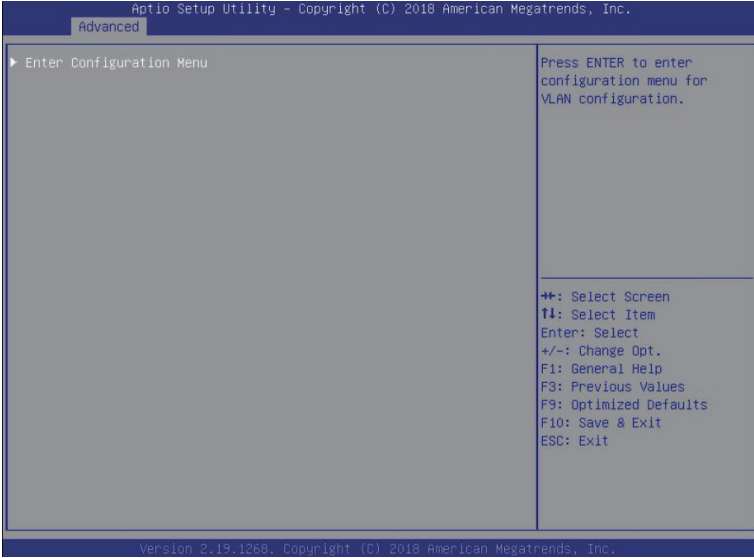 Aptio Setup Utility – Copyright (C) 2018 American Megatrends, Inc.
Advanced
▶ Enter Configuration Menu
Press ENTER to enter
configuration menu for
VLAN configuration.
→←: Select Screen
↑↓: Select Item
Enter: Select
+/-: Change Opt.
F1: General Help
F3: Previous Values
F9: Optimized Defaults
F10: Save & Exit
ESC: Exit
Version 2.19.1268. Copyright (C) 2018 American Megatrends, Inc.